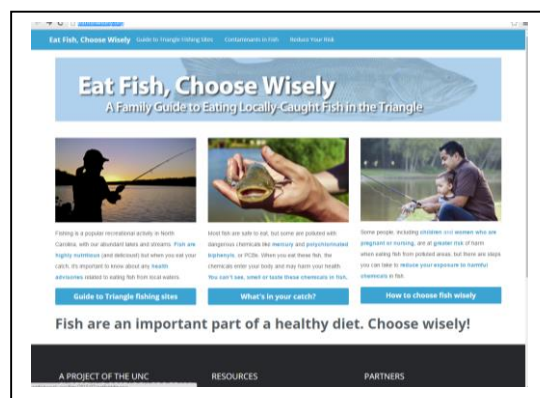 Eat Fish, Choose Wisely Guide to Triangle Fishing Sites Contaminants in Fish Reduce Your Risk
Eat Fish, Choose Wisely
A Family Guide to Eating Locally-Caught Fish in the Triangle
Fishing is a popular recreational activity in North
Carolina, with our abundant lakes and streams. Fish are
highly nutritious (and delicious!) but when you eat your
catch, it's important to know about any health
advisories related to eating fish from local waters.
Guide to Triangle fishing sites
Most fish are safe to eat, but some are polluted with
dangerous chemicals like mercury and polychlorinated
biphenyls, or PCBs. When you eat these fish, the
chemicals enter your body and may harm your health.
You can't see, smell or taste these chemicals in fish.
What's in your catch?
Some people, including children and women who are
pregnant or nursing, are at greater risk of harm
when eating fish from polluted areas, but there are steps
you can take to reduce your exposure to harmful
chemicals in fish.
How to choose fish wisely
Fish are an important part of a healthy diet. Choose wisely!
A PROJECT OF THE UNC
RESOURCES
PARTNERS